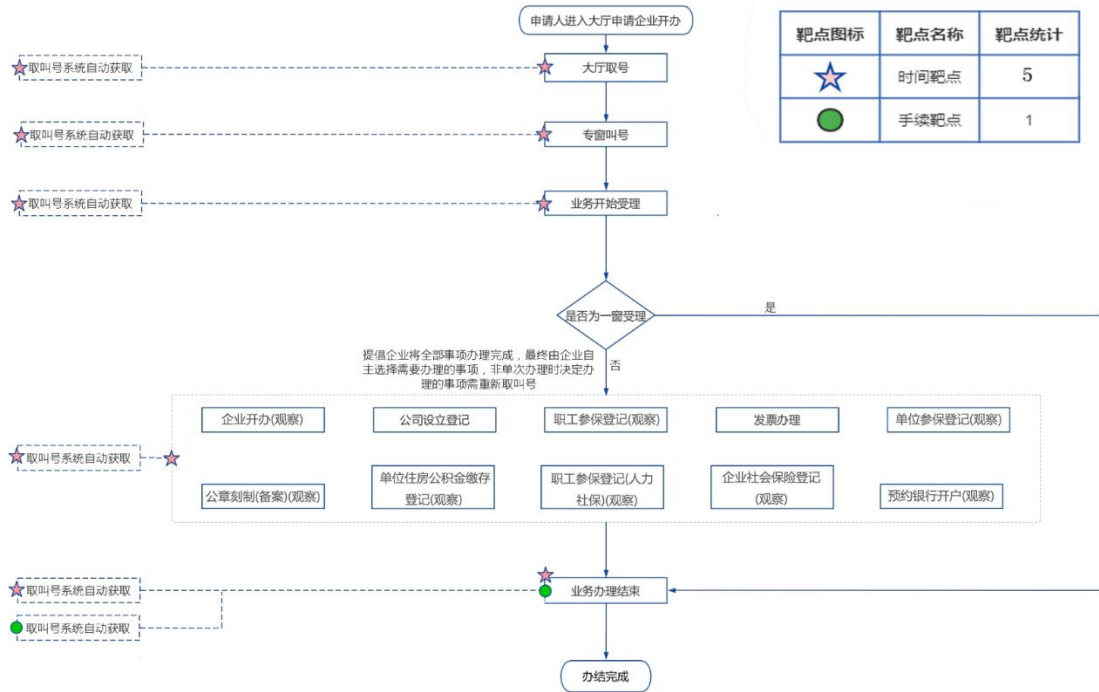 申请人进入大厅申请企业开办
靶点图标 靶点名称 靶点统计
时间靶点 5
手续靶点 1
取叫号系统自动获取
大厅取号
取叫号系统自动获取
专窗叫号
取叫号系统自动获取
业务开始受理
是否为一窗受理
是
否
提倡企业将全部事项办理完成，最终由企业自
主选择需要办理的事项，非单次办理时决定办
理的事项需重新取叫号
企业开办(观察)
公司设立登记
职工参保登记(观察)
发票办理
单位参保登记(观察)
取叫号系统自动获取
公章刻制(备案)(观察)
单位住房公积金缴存
登记(观察)
职工参保登记(人力
社保)(观察)
企业社会保险登记
(观察)
预约银行开户(观察)
取叫号系统自动获取
业务办理结束
取叫号系统自动获取
办结完成